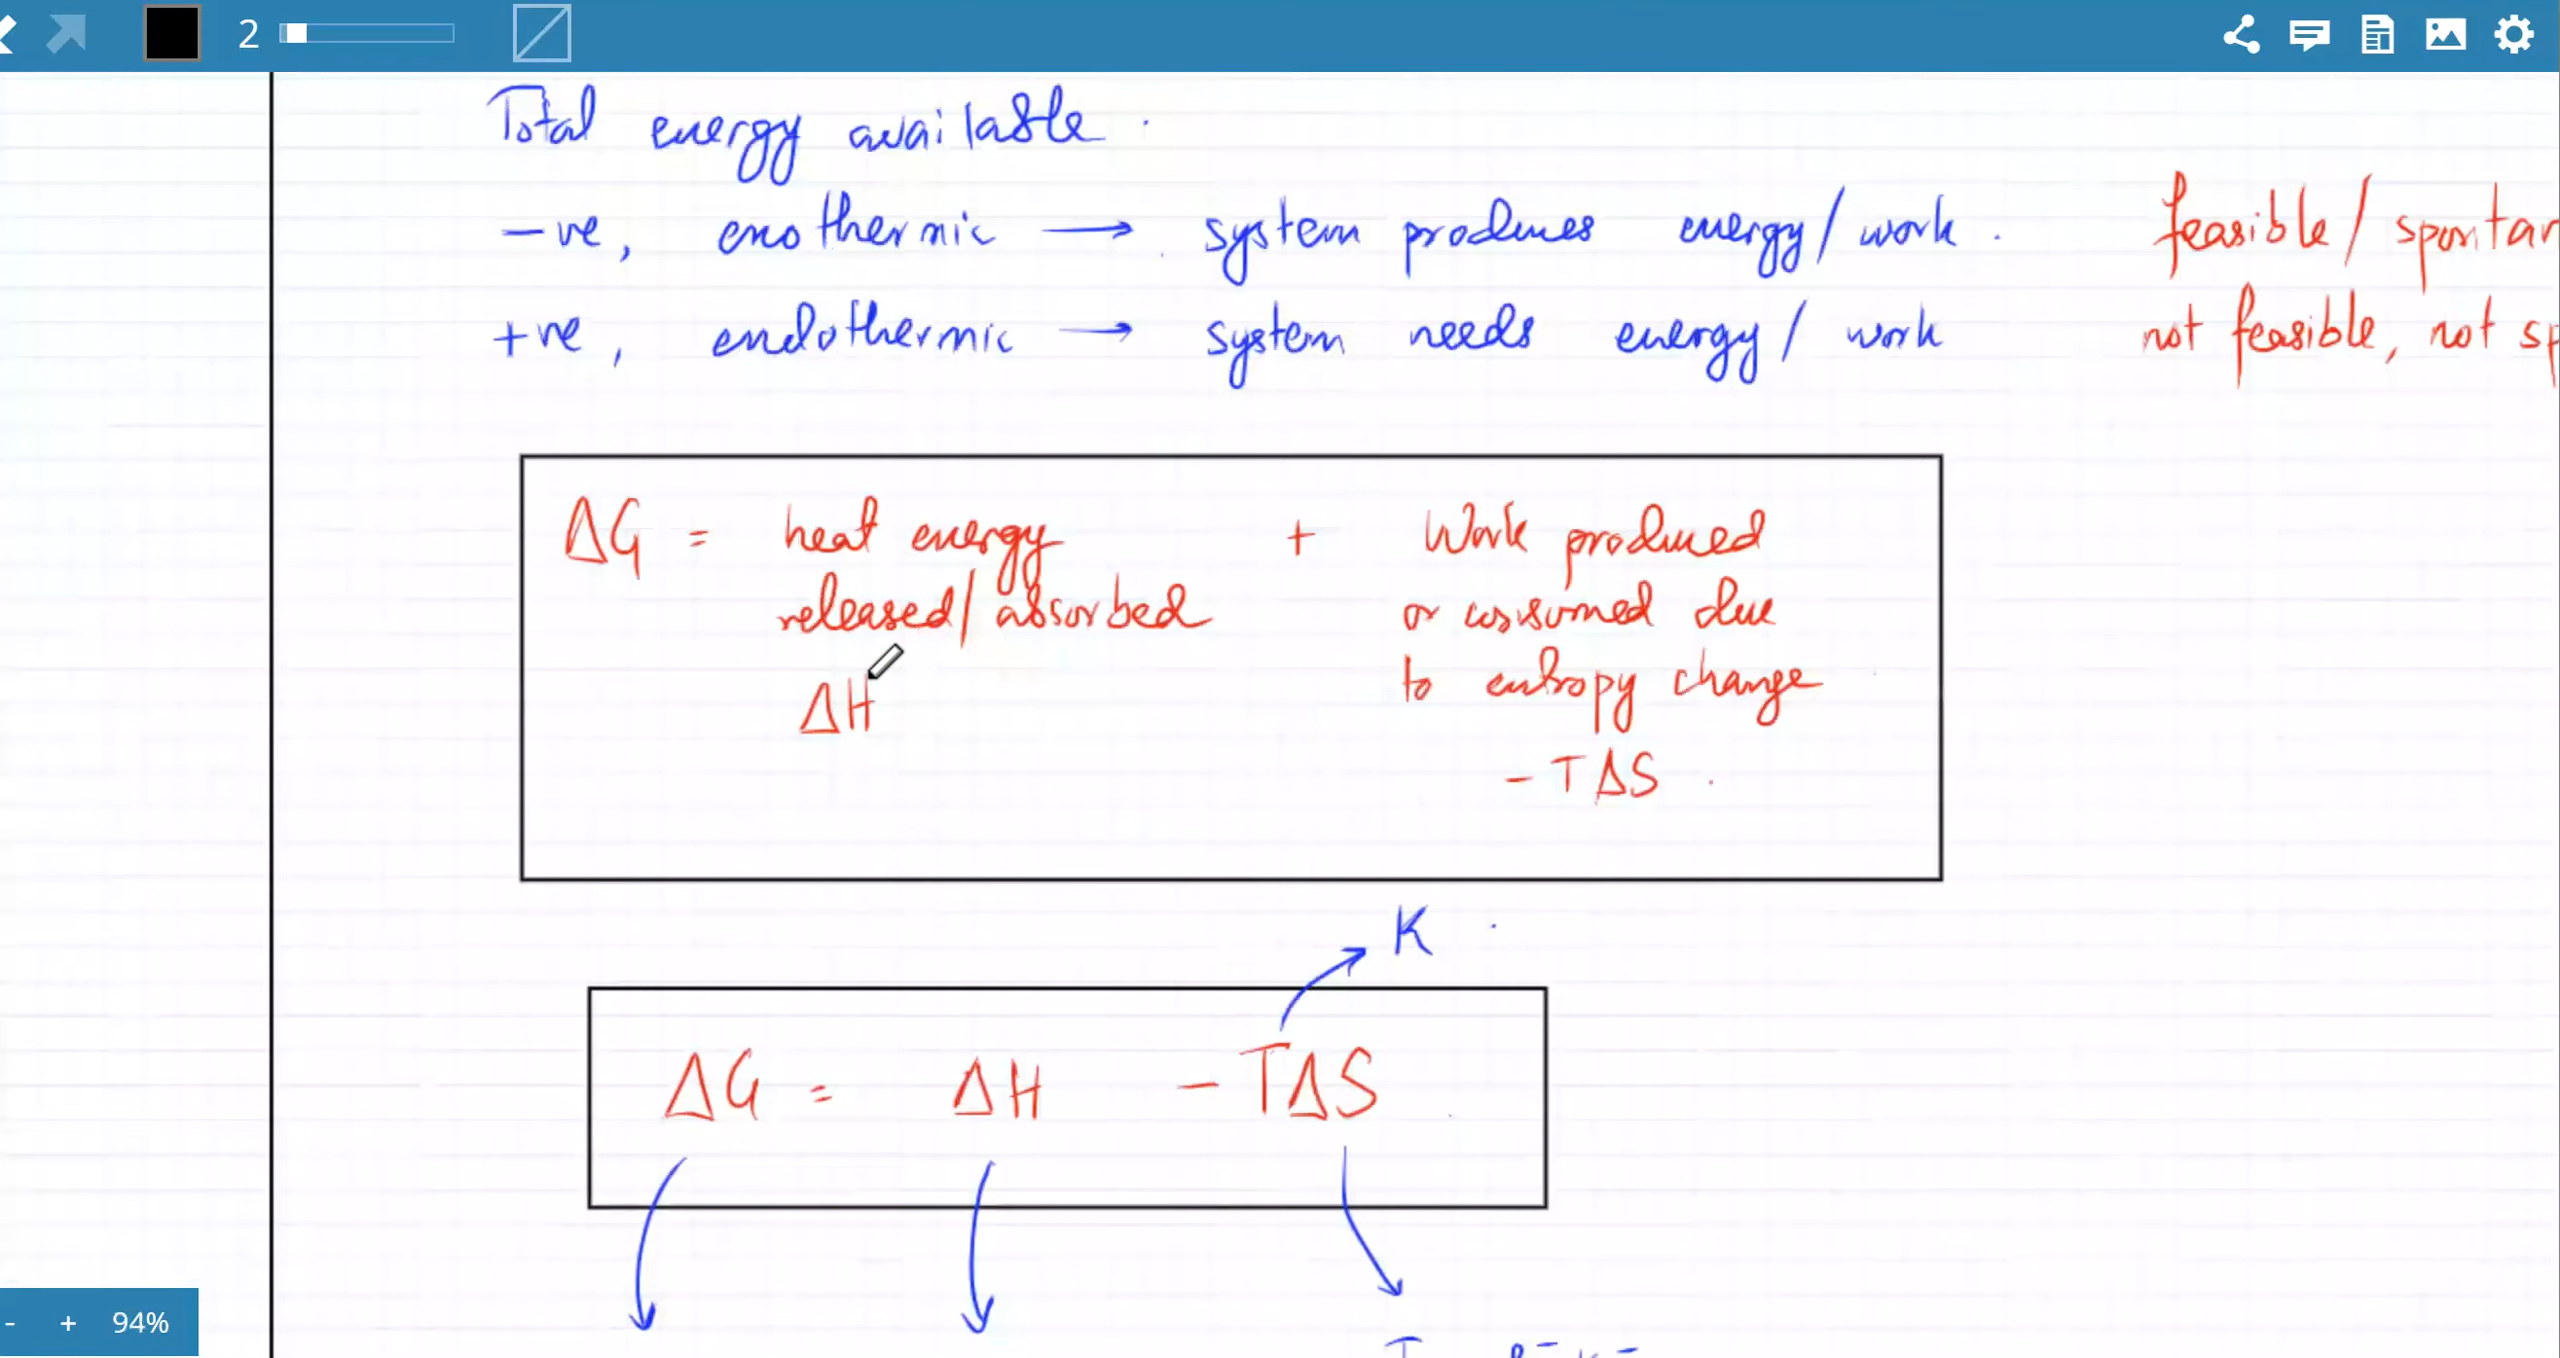 2
Total energy available.
-ve, exothermic → system produces energy/work. feasible/spontan
+ve, endothermic → system needs energy/work not feasible, not sp
ΔG = heat energy + Work produced
released/absorbed or consumed due
ΔH to entropy change
-TΔS.
K
ΔG = ΔH -TΔS
- + 94%